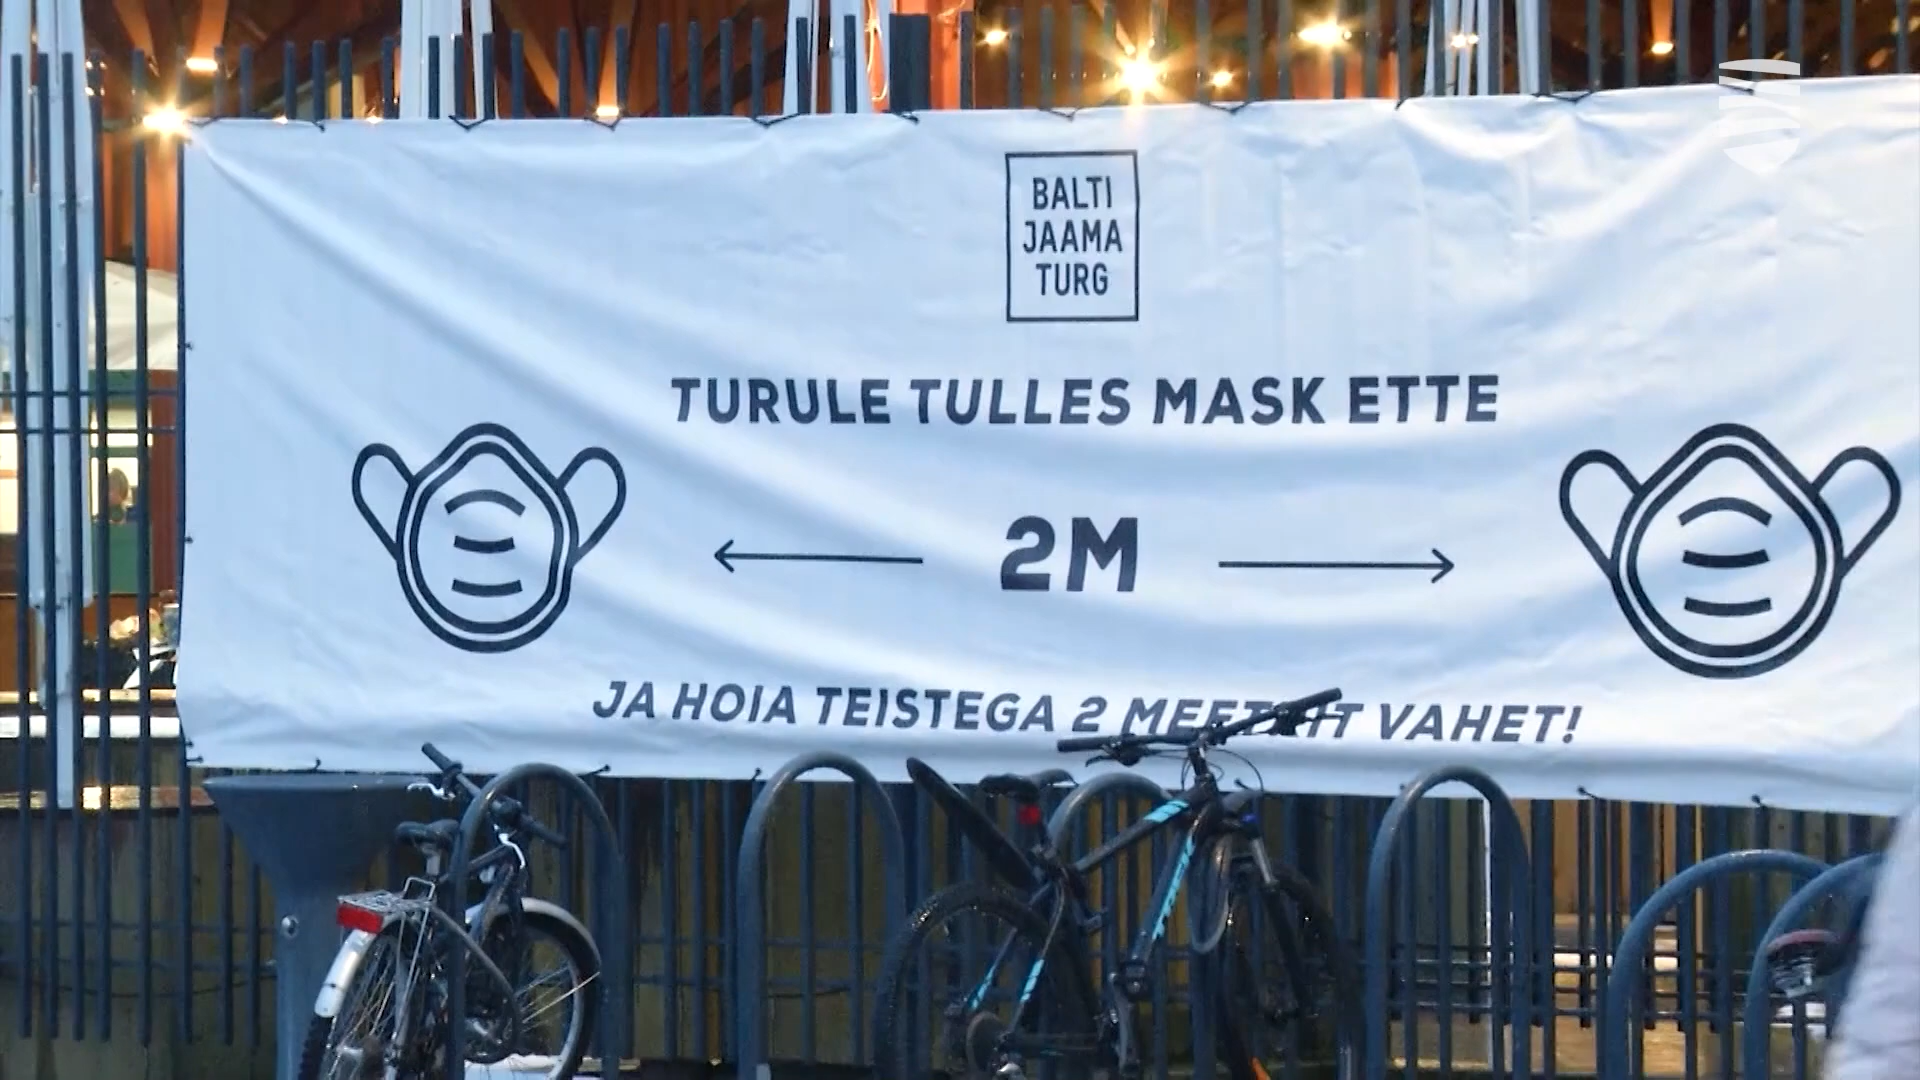 BALTI
JAAMA
TURG
TURULE TULLES MASK ETTE
2M
JA HOIA TEISTEGA 2 MEETRIT VAHET!